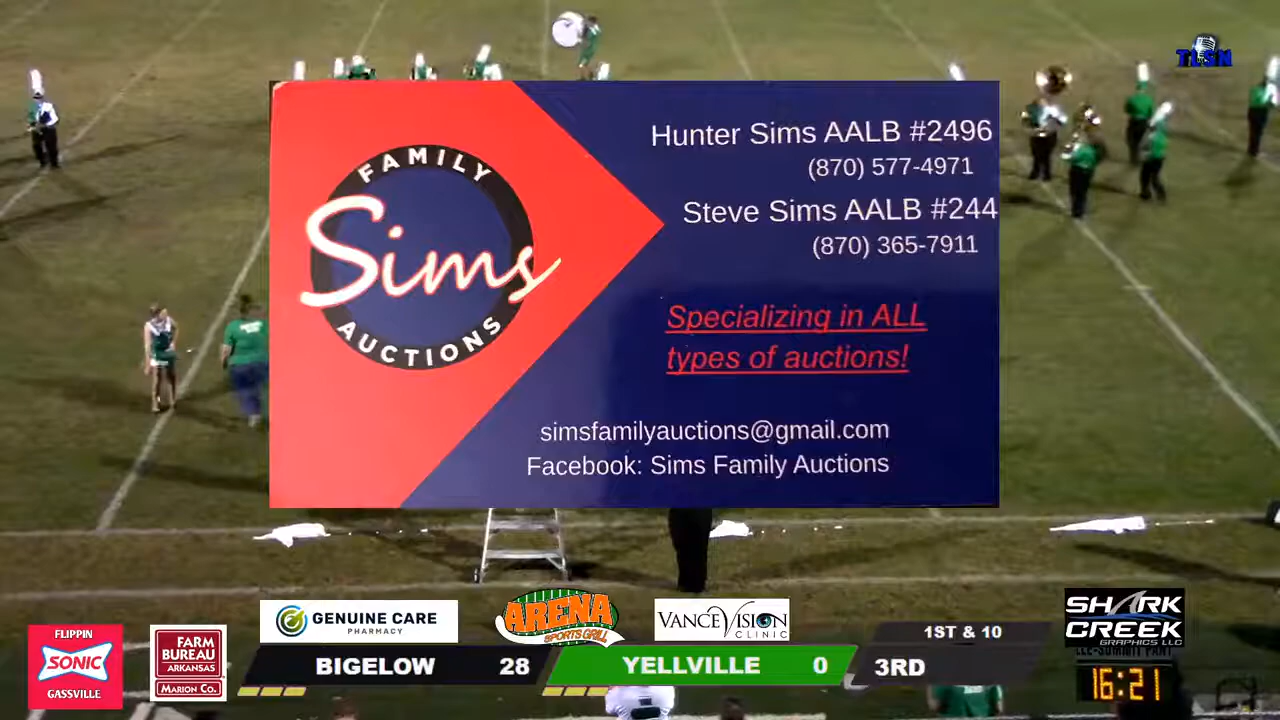 TLSN
Hunter Sims AALB #2496
(870) 577-4971
Steve Sims AALB #244
(870) 365-7911
FAMILY
Sims
AUCTIONS
Specializing in ALL
types of auctions!
simsfamilyauctions@gmail.com
Facebook: Sims Family Auctions
GENUINE CARE
PHARMACY
ARENA
SPORTS GRILL
VANCE VISION
CLINIC
SHARK
CREEK
GRAPHICS LLC
FLIPPIN
SONIC
GASSVILLE
FARM
BUREAU
ARKANSAS
MARION CO.
1ST & 10
BIGELOW 28 YELLVILLE 0 3RD
16:21